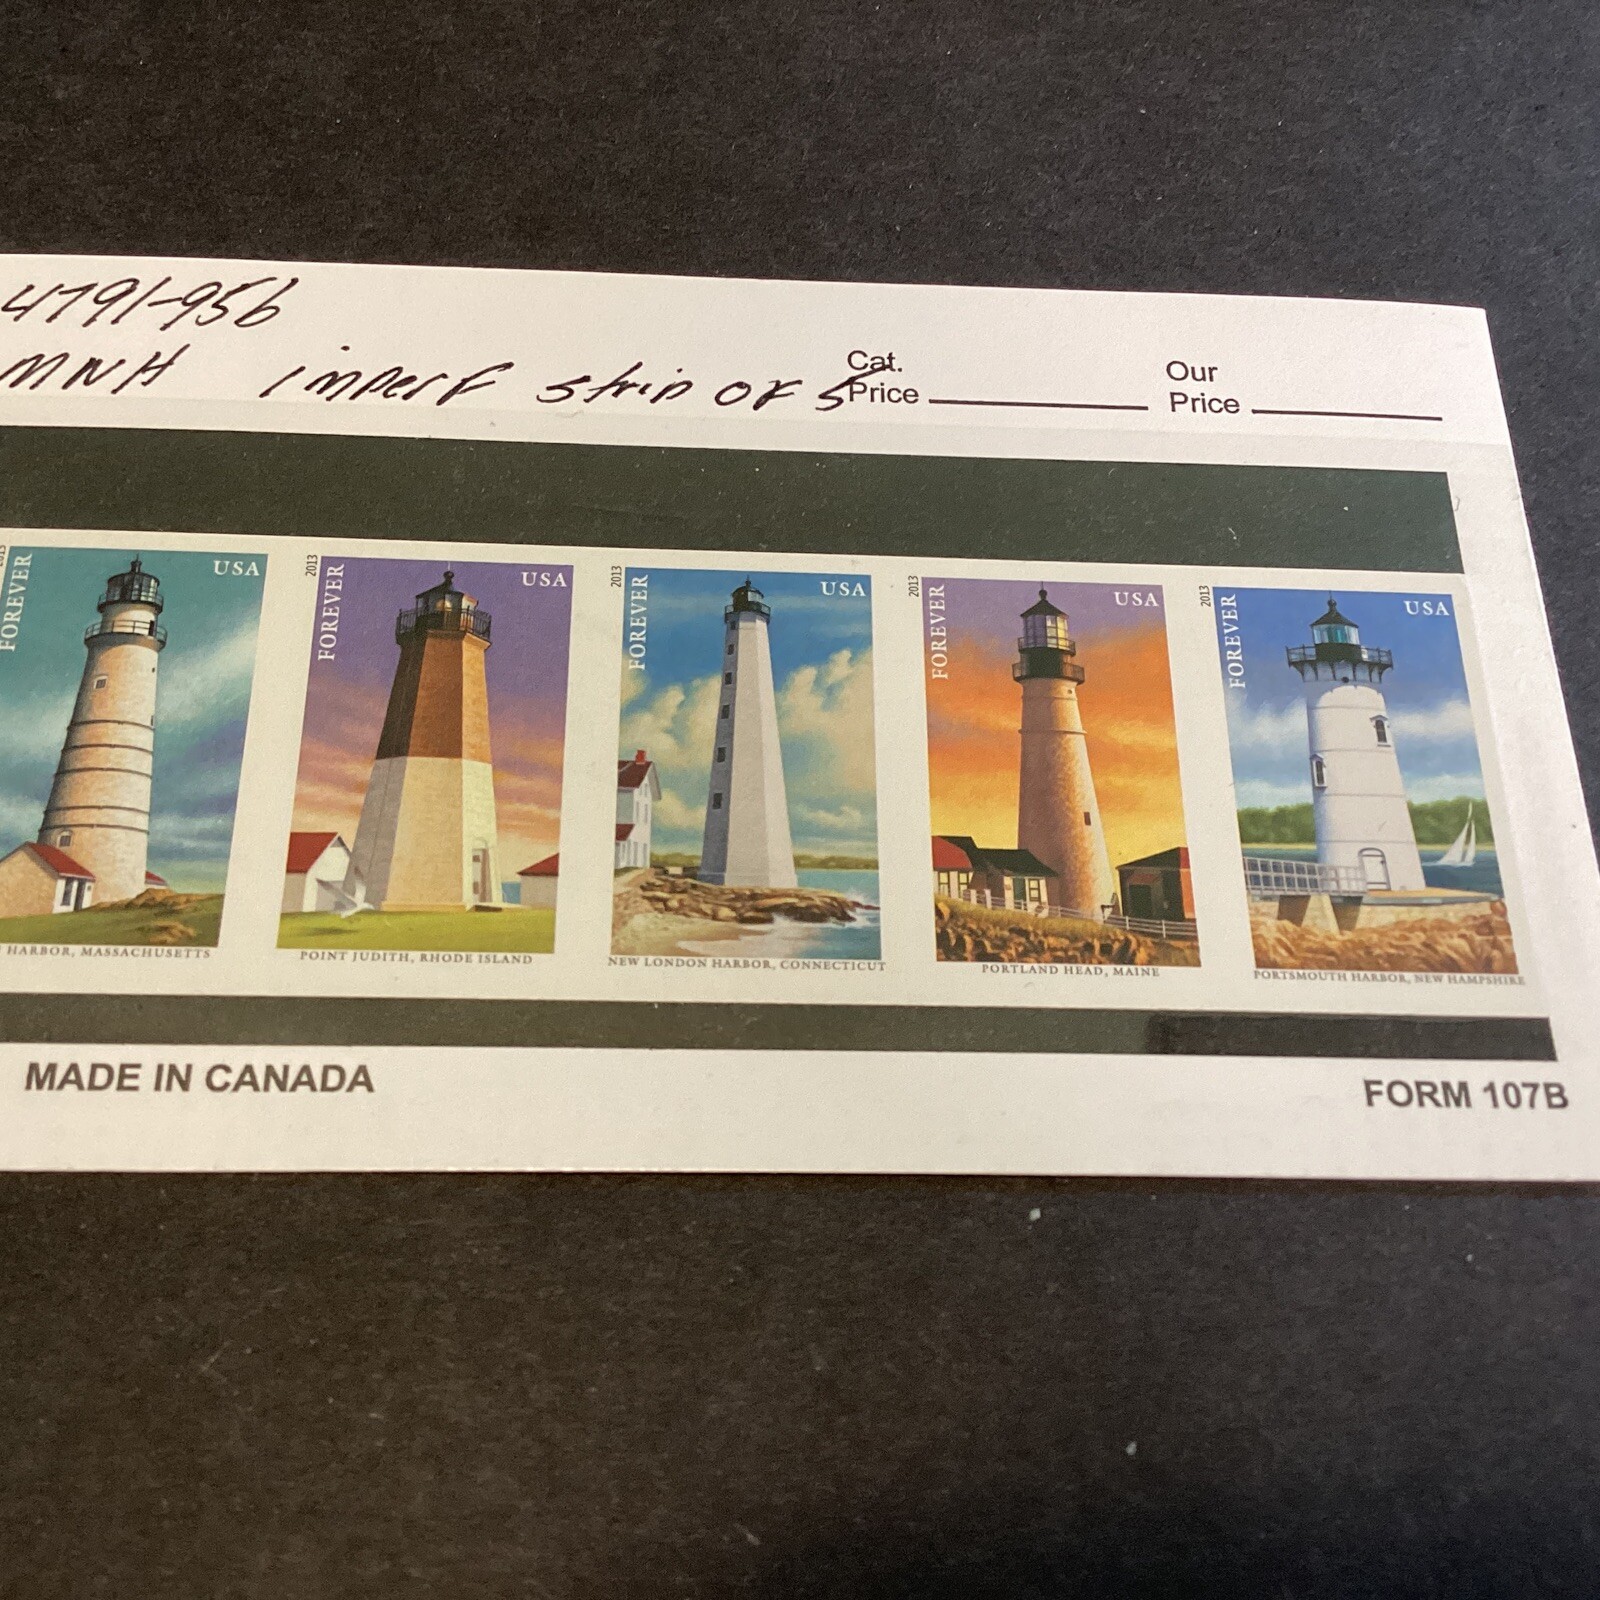 4791-95b
MNH imperf strip of 5
Cat.
Price
Our
Price
2013
FOREVER
USA
HARBOR, MASSACHUSETTS
2013
FOREVER
USA
POINT JUDITH, RHODE ISLAND
2013
FOREVER
USA
NEW LONDON HARBOR, CONNECTICUT
2013
FOREVER
USA
PORTLAND HEAD, MAINE
2013
FOREVER
USA
PORTSMOUTH HARBOR, NEW HAMPSHIRE
MADE IN CANADA
FORM 107B